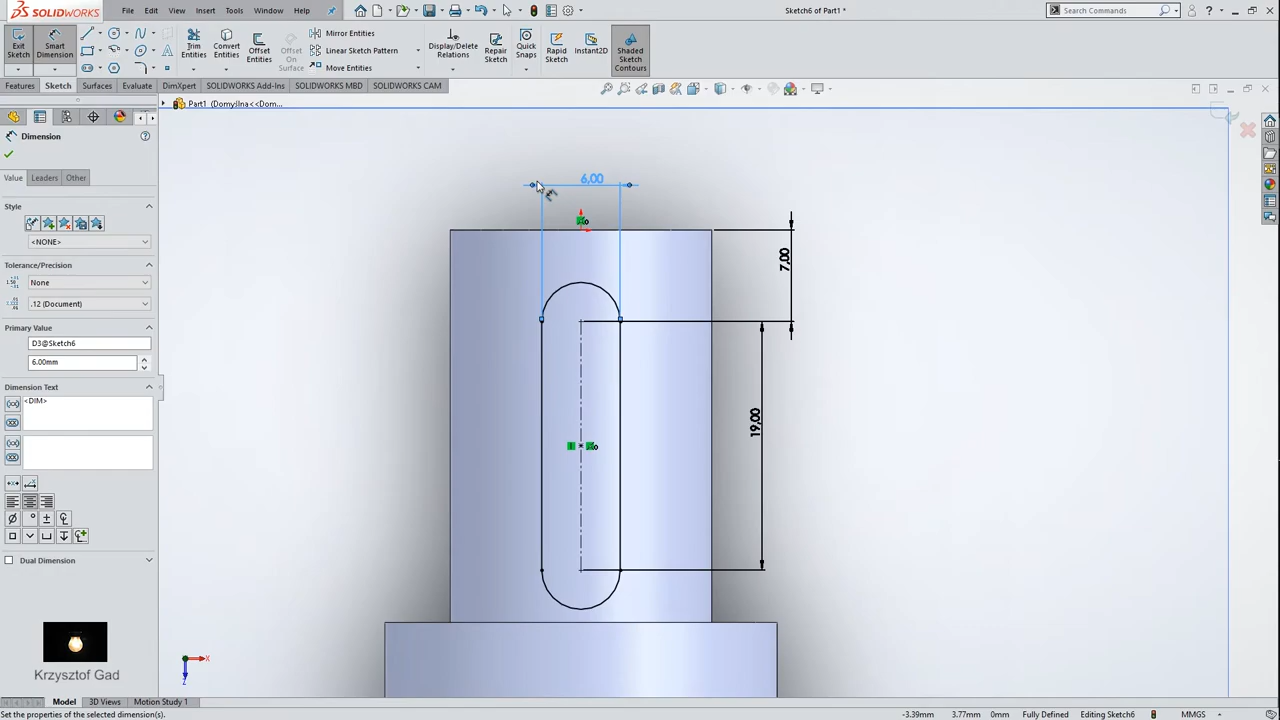 SOLIDWORKS
File
Edit
View
Insert
Tools
Window
Help
Sketch6 of Part1 *
Search Commands
Exit Sketch
Smart Dimension
Trim Entities
Convert Entities
Offset Entities
Offset On Surface
Mirror Entities
Linear Sketch Pattern
Move Entities
Display/Delete Relations
Repair Sketch
Quick Snaps
Rapid Sketch
Instant2D
Shaded Sketch Contours
Features
Sketch
Surfaces
Evaluate
DimXpert
SOLIDWORKS Add-Ins
SOLIDWORKS MBD
SOLIDWORKS CAM
Part1 (Domyślna<<Dom...
Dimension
Value
Leaders
Other
Style
<NONE>
Tolerance/Precision
None
.12 (Document)
Primary Value
D3@Sketch6
6.00mm
Dimension Text
<DIM>
Dual Dimension
6,00
7,00
19,00
X
Z
Krzysztof Gad
Model
3D Views
Motion Study 1
Set the properties of the selected dimension(s).
-3.39mm
3.77mm
0mm
Fully Defined
Editing Sketch6
MMGS